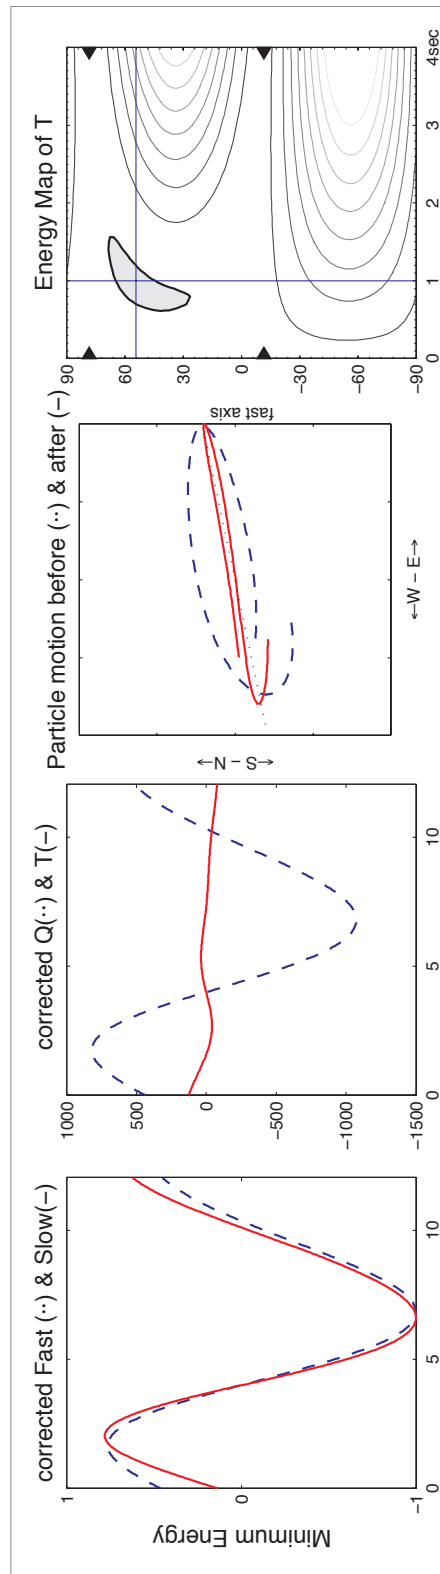 Minimum Energy
corrected Fast (··) & Slow(−)
1
0
−1
0
5
10
corrected Q(··) & T(−)
1000
500
0
−500
−1000
−1500
0
5
10
Particle motion before (··) & after (−)
←S − N→
←W − E→
Energy Map of T
90
60
30
0
−30
−60
−90
fast axis
0
1
2
3
4sec